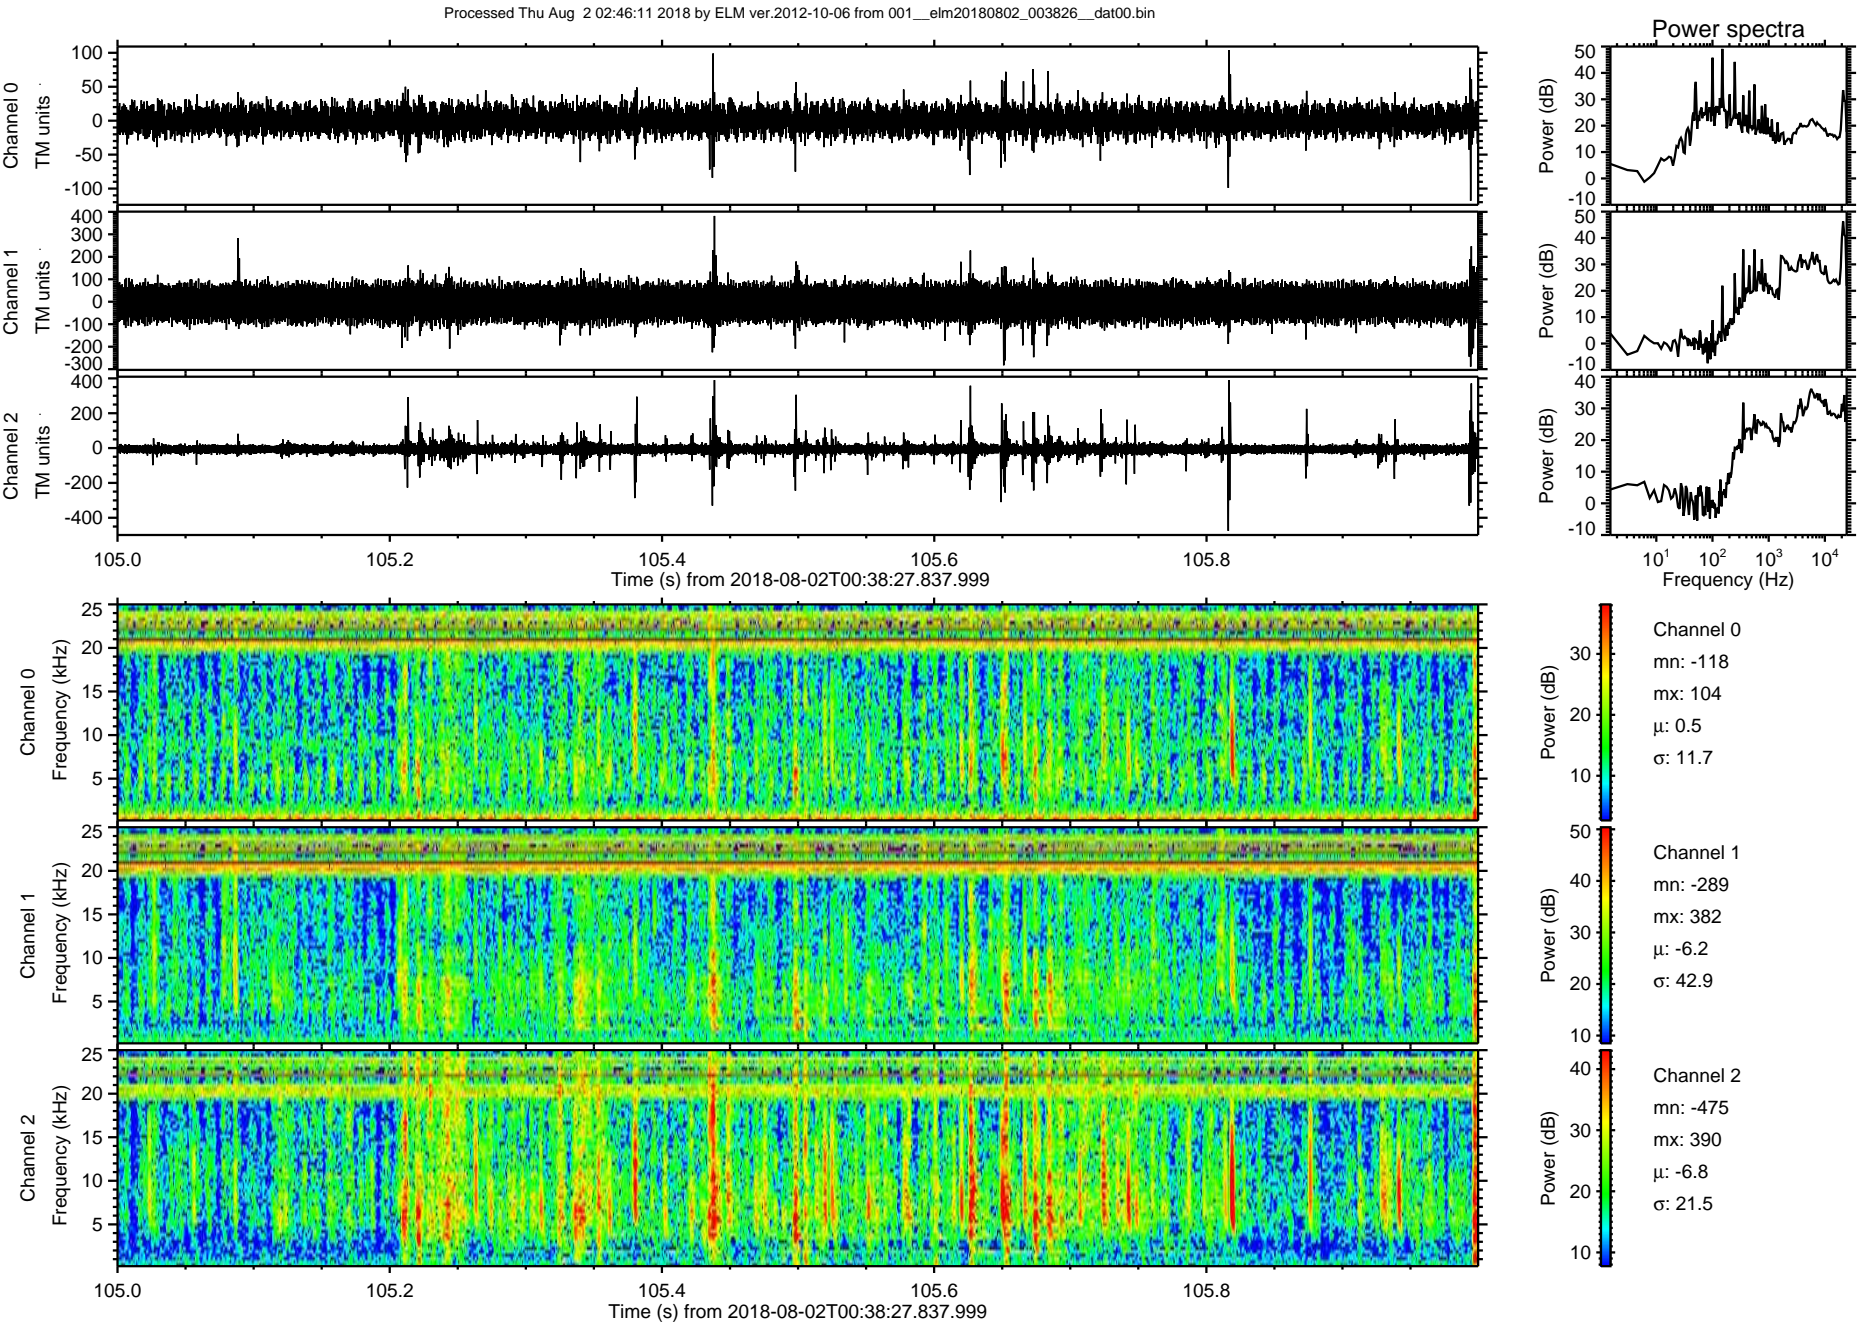 Processed Thu Aug 2 02:46:11 2018 by ELM ver.2012-10-06 from 001__elm20180802_003826__dat00.bin
Power spectra
Channel 0
TM units
100
50
0
-50
-100
Power (dB)
50
40
30
20
10
0
-10
Channel 1
TM units
400
300
200
100
0
-100
-200
-300
Power (dB)
50
40
30
20
10
0
-10
Channel 2
TM units
400
200
0
-200
-400
Power (dB)
40
30
20
10
0
-10
105.0 105.2 105.4 105.6 105.8
Time (s) from 2018-08-02T00:38:27.837.999
10¹ 10² 10³ 10⁴
Frequency (Hz)
Channel 0
Frequency (kHz)
25
20
15
10
5
Power (dB)
30
20
10
Channel 0
mn: -118
mx: 104
μ: 0.5
σ: 11.7
Channel 1
Frequency (kHz)
25
20
15
10
5
Power (dB)
50
40
30
20
10
Channel 1
mn: -289
mx: 382
μ: -6.2
σ: 42.9
Channel 2
Frequency (kHz)
25
20
15
10
5
Power (dB)
40
30
20
10
Channel 2
mn: -475
mx: 390
μ: -6.8
σ: 21.5
105.0 105.2 105.4 105.6 105.8
Time (s) from 2018-08-02T00:38:27.837.999